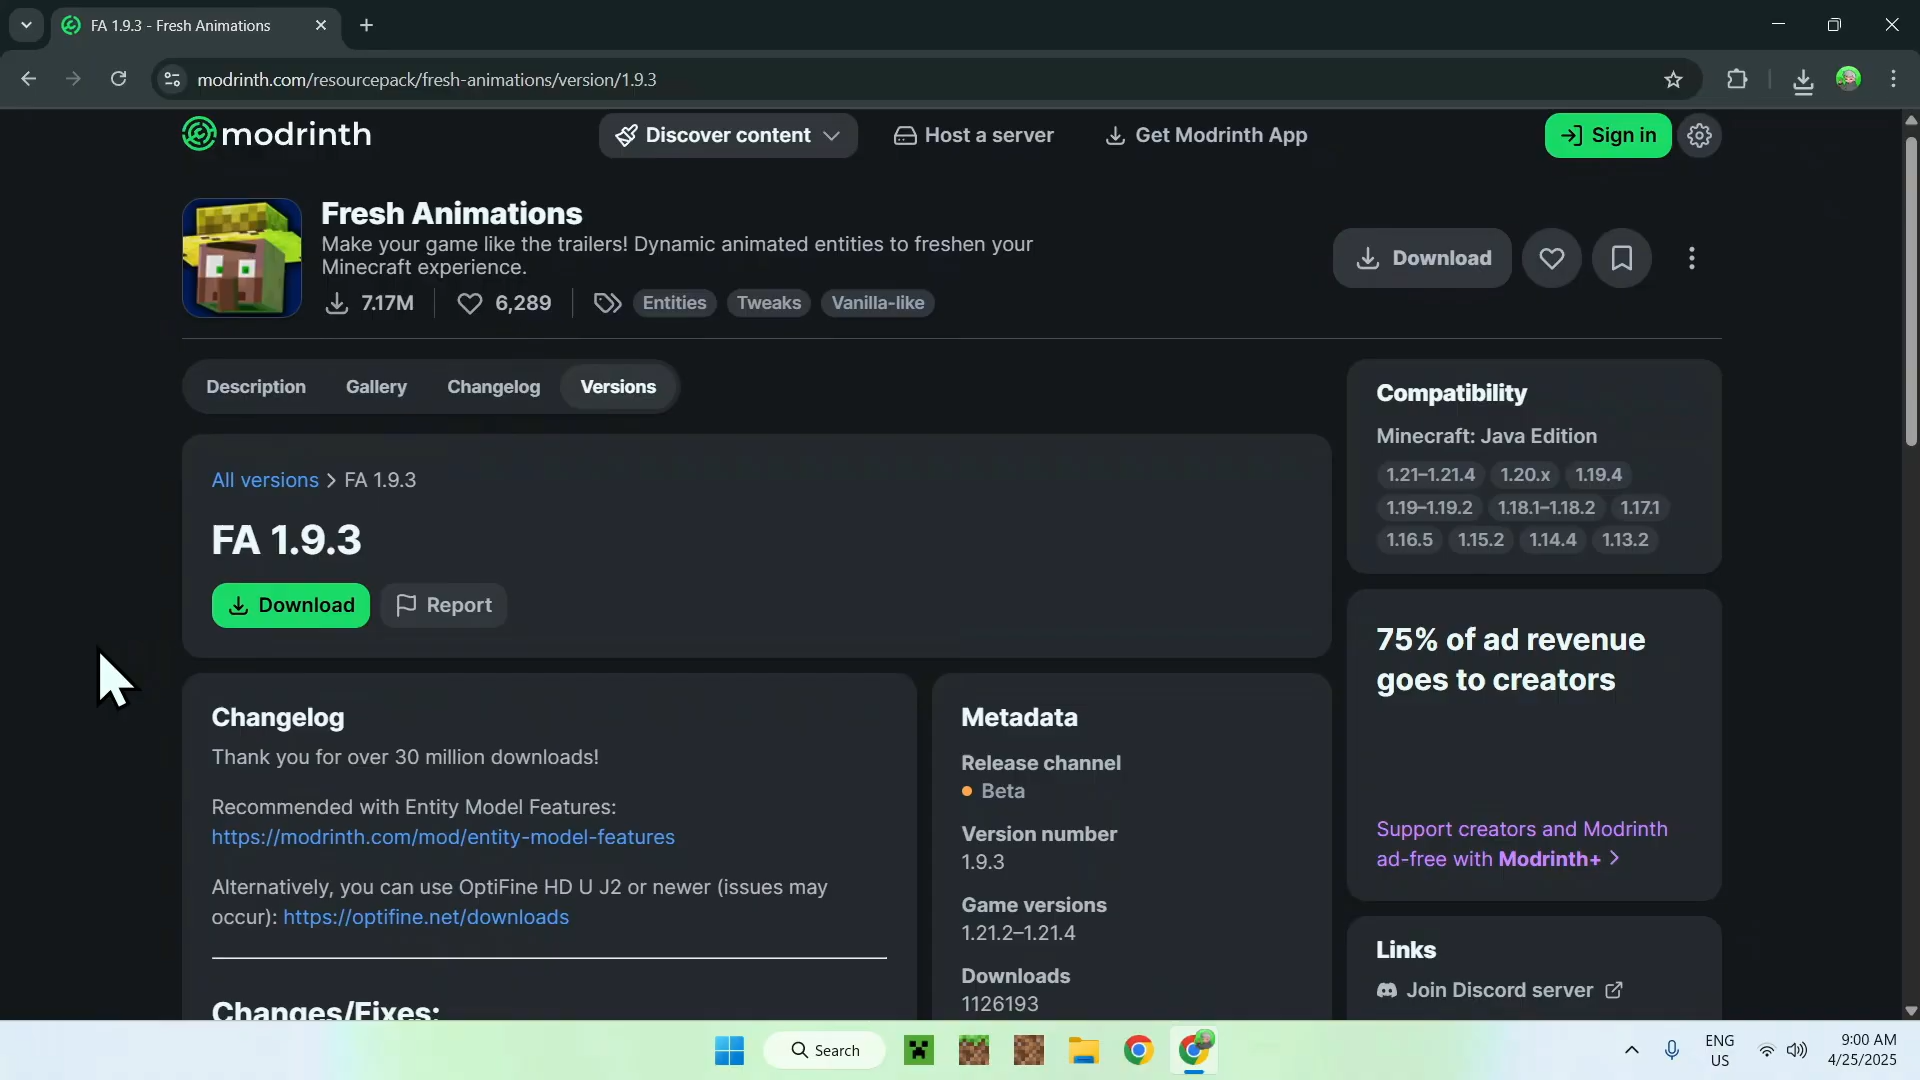 FA 1.9.3 - Fresh Animations
modrinth.com/resourcepack/fresh-animations/version/1.9.3
modrinth
Discover content
Host a server
Get Modrinth App
Sign in
Fresh Animations
Make your game like the trailers! Dynamic animated entities to freshen your
Minecraft experience.
7.17M
6,289
Entities
Tweaks
Vanilla-like
Download
Description
Gallery
Changelog
Versions
All versions > FA 1.9.3
FA 1.9.3
Download
Report
Changelog
Thank you for over 30 million downloads!
Recommended with Entity Model Features:
https://modrinth.com/mod/entity-model-features
Alternatively, you can use OptiFine HD U J2 or newer (issues may
occur): https://optifine.net/downloads
Changes/Fixes:
Metadata
Release channel
Beta
Version number
1.9.3
Game versions
1.21.2–1.21.4
Downloads
1126193
Compatibility
Minecraft: Java Edition
1.21–1.21.4 1.20.x 1.19.4
1.19–1.19.2 1.18.1–1.18.2 1.17.1
1.16.5 1.15.2 1.14.4 1.13.2
75% of ad revenue
goes to creators
Support creators and Modrinth
ad-free with Modrinth+ >
Links
Join Discord server
Search
ENG
US
9:00 AM
4/25/2025